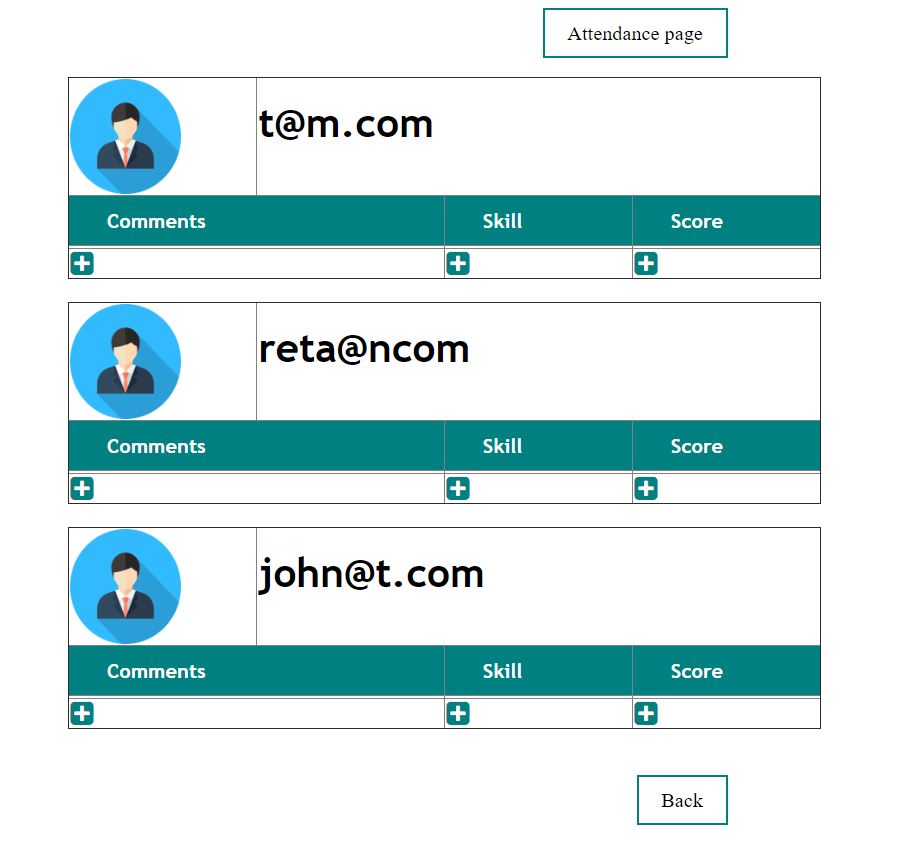 Attendance page
t@m.com
Comments Skill Score
reta@ncom
Comments Skill Score
john@t.com
Comments Skill Score
Back